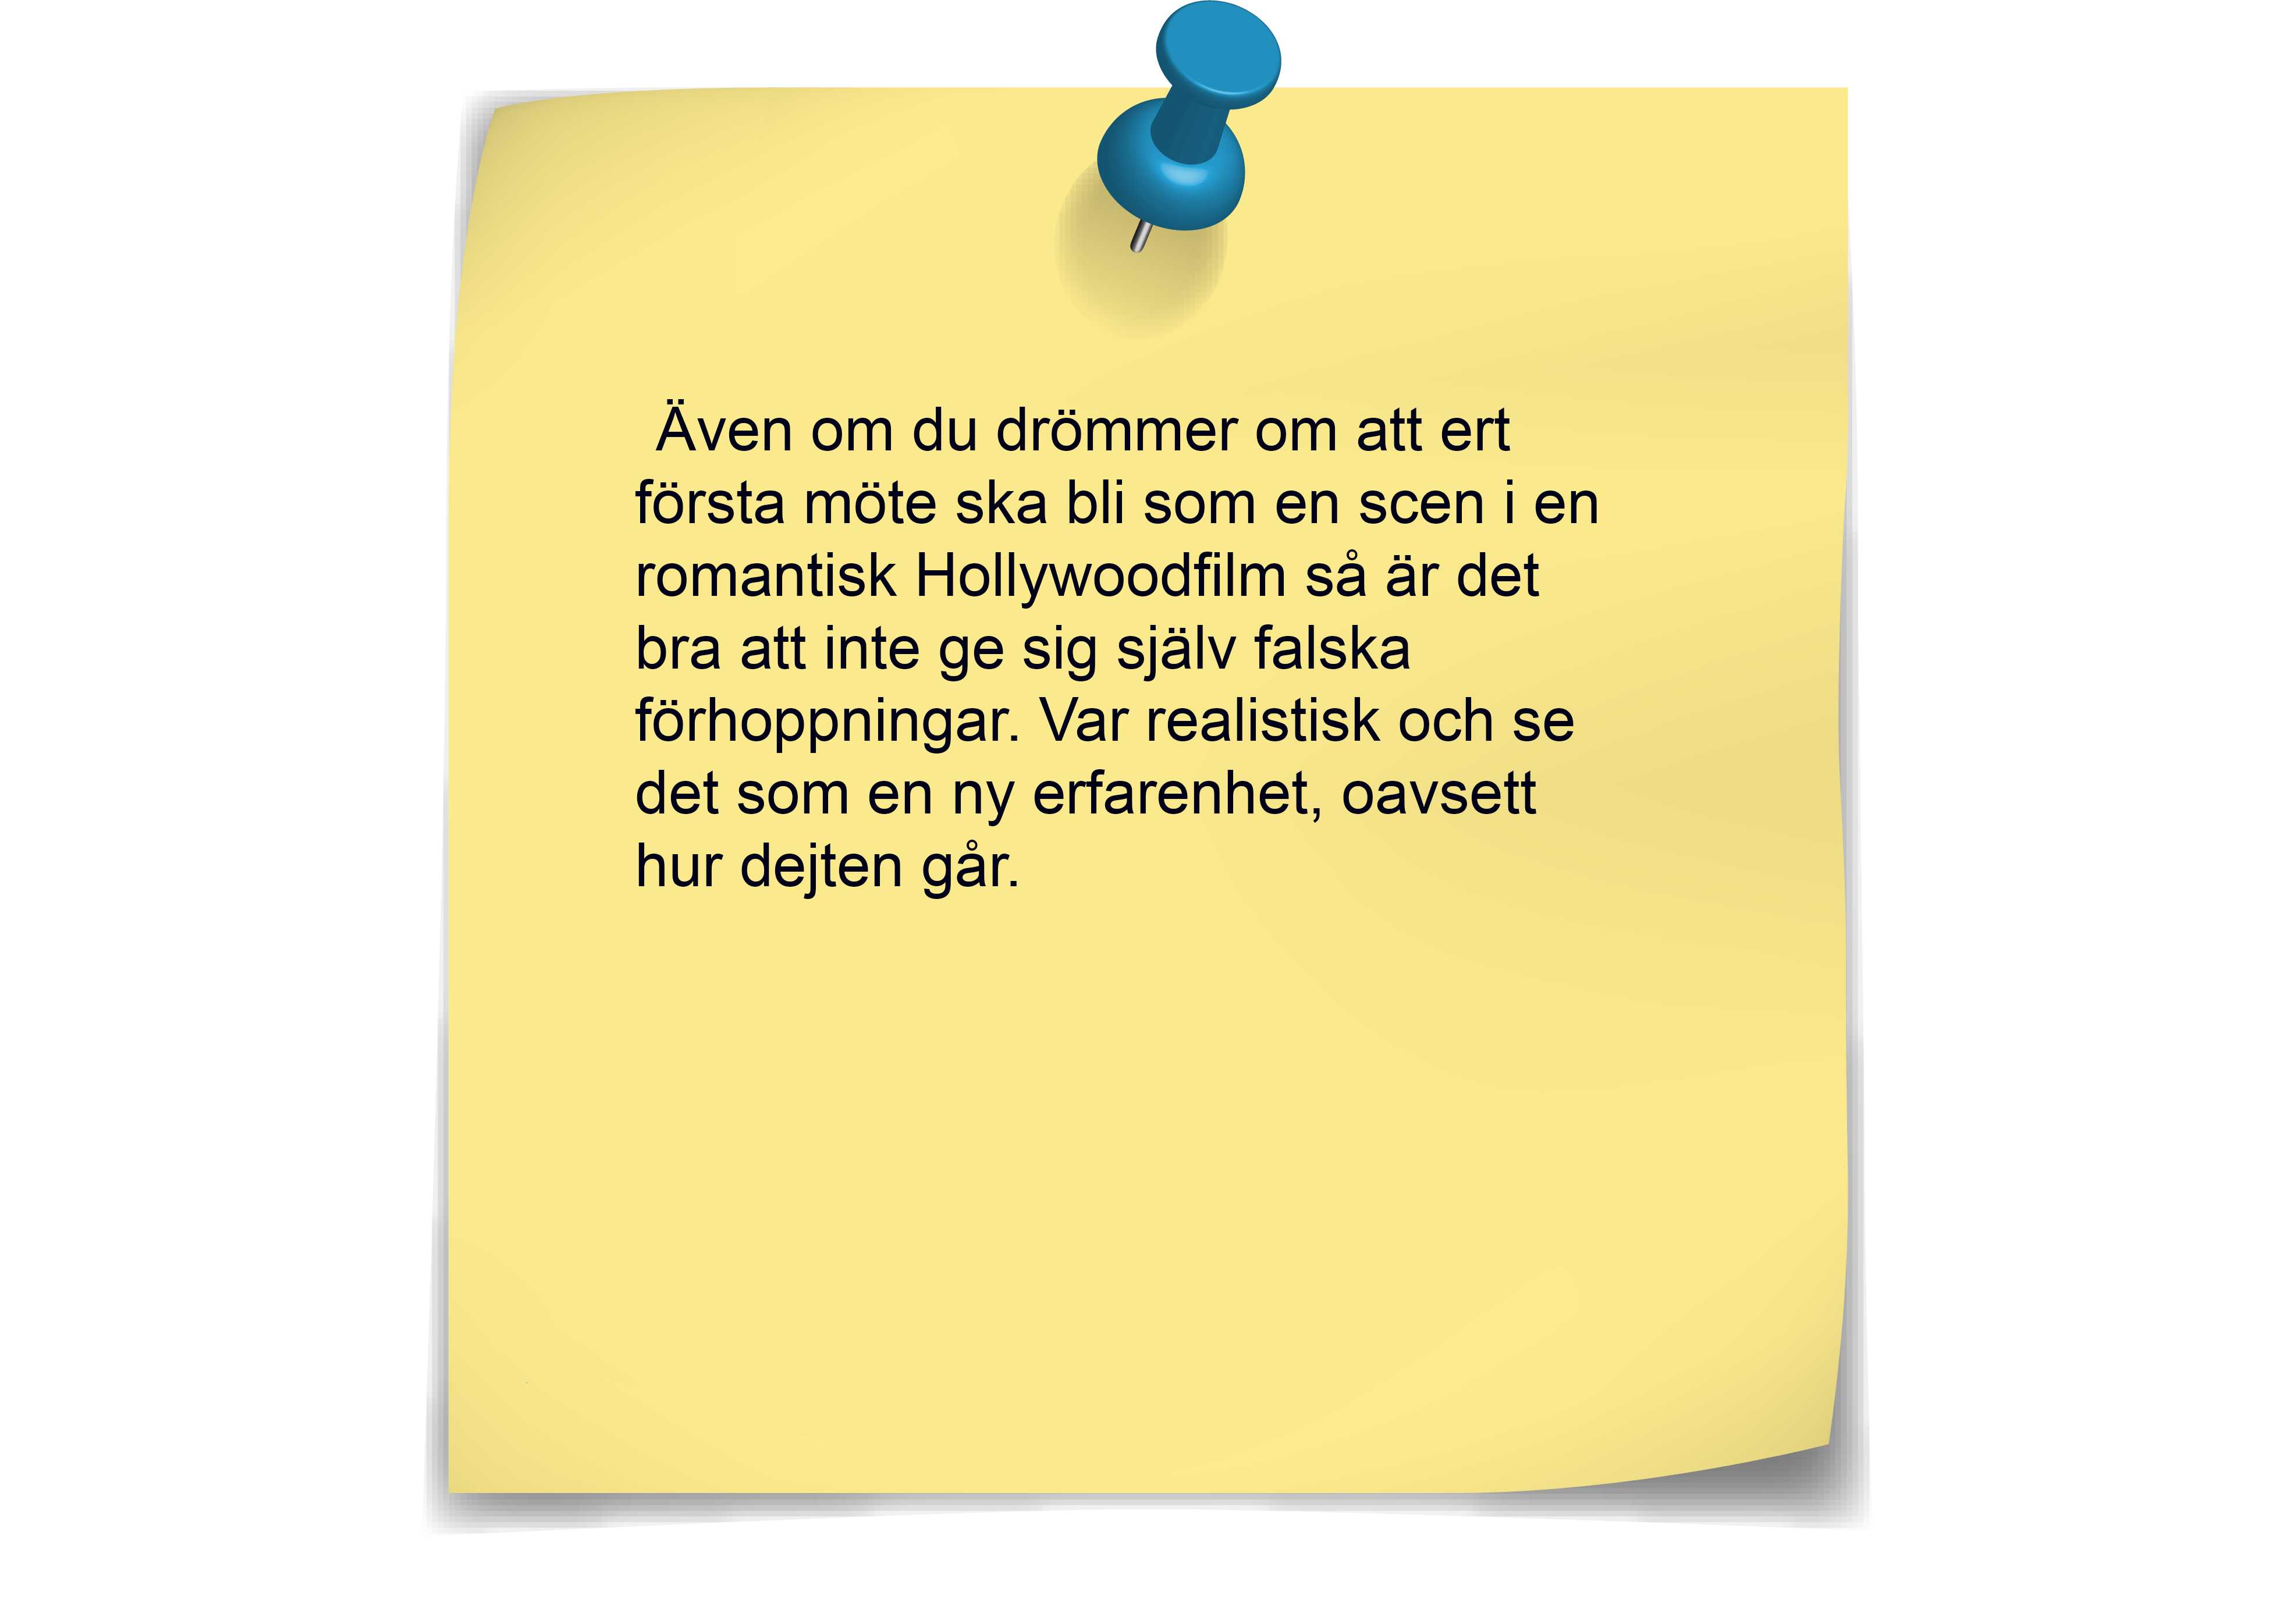 Även om du drömmer om att ert
första möte ska bli som en scen i en
romantisk Hollywoodfilm så är det
bra att inte ge sig själv falska
förhoppningar. Var realistisk och se
det som en ny erfarenhet, oavsett
hur dejten går.